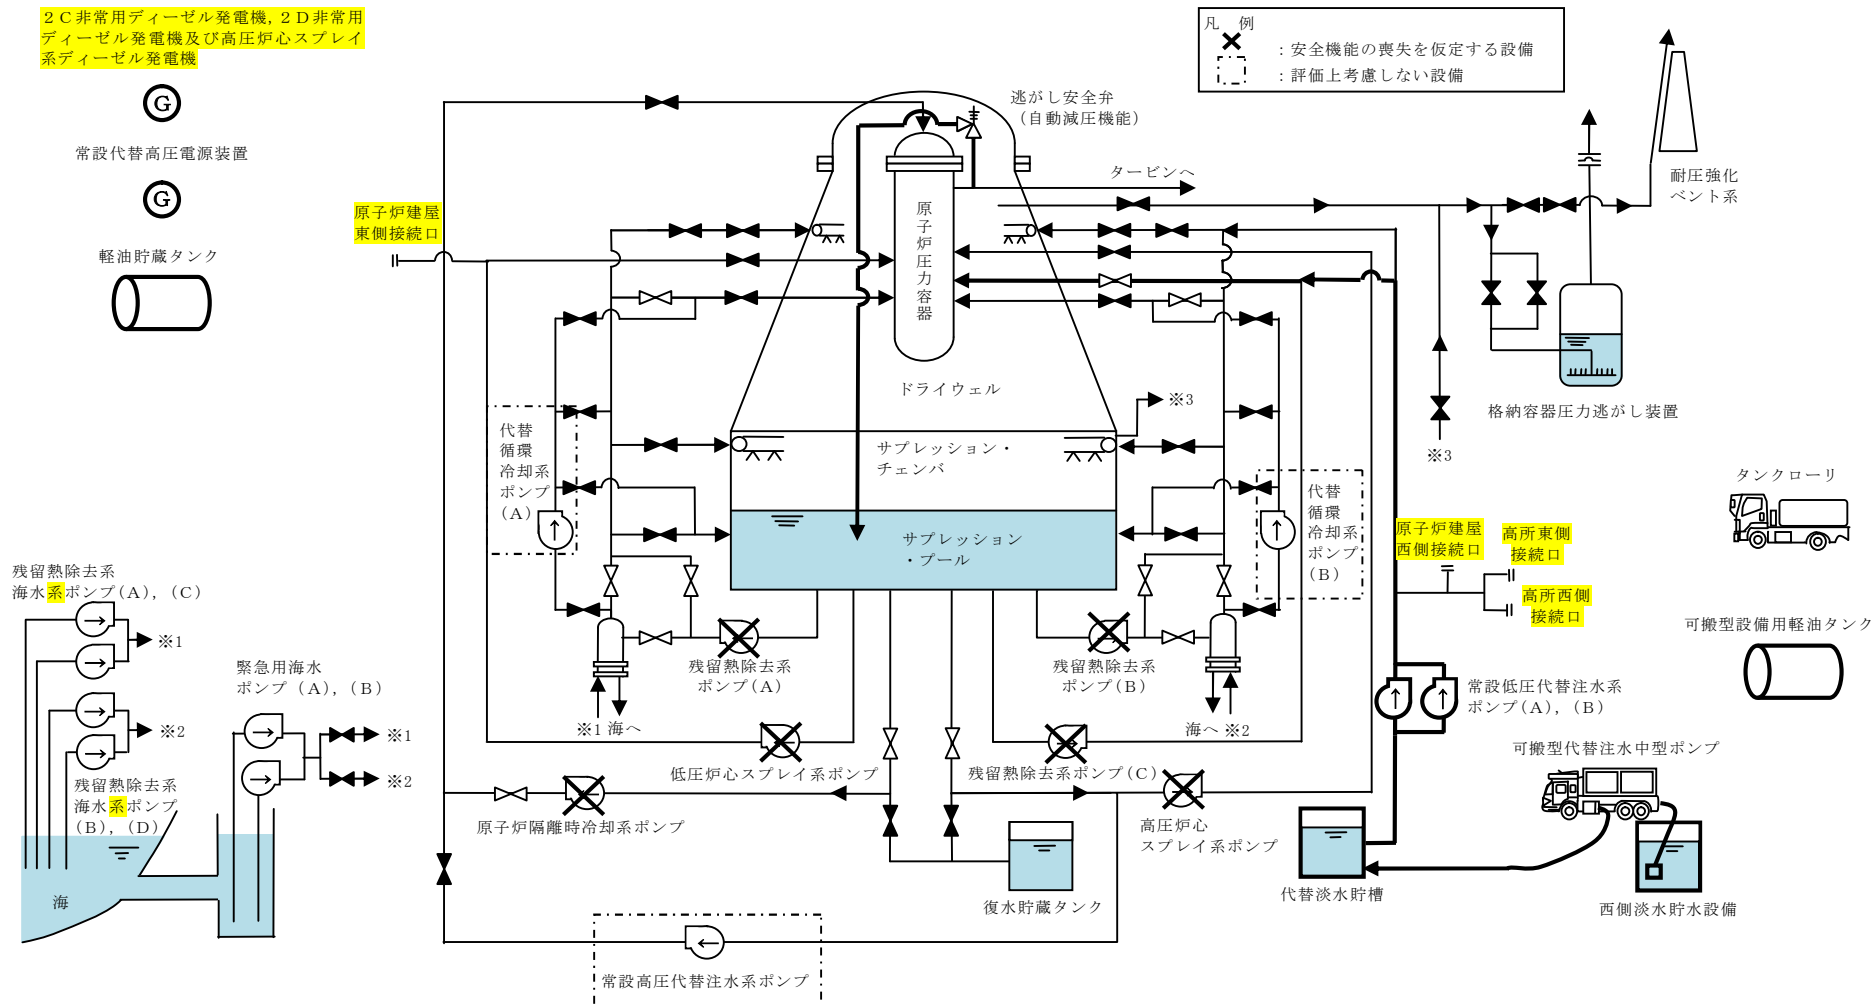 ２Ｃ非常用ディーゼル発電機，２Ｄ非常用
ディーゼル発電機及び高圧炉心スプレイ
系ディーゼル発電機
G
常設代替高圧電源装置
G
軽油貯蔵タンク
凡　例
：安全機能の喪失を仮定する設備
：評価上考慮しない設備
逃がし安全弁
（自動減圧機能）
タービンへ
耐圧強化
ベント系
原子炉建屋
東側接続口
原子炉圧力容器
ドライウェル
※3
格納容器圧力逃がし装置
※3
代替
循環
冷却系
ポンプ
(A)
サプレッション・
チェンバ
サプレッション
・プール
代替
循環
冷却系
ポンプ
(B)
タンクローリ
原子炉建屋
西側接続口
高所東側
接続口
高所西側
接続口
残留熱除去系
海水系ポンプ(A)，(C)
※1
※2
残留熱除去系
海水系ポンプ
(B)，(D)
海
緊急用海水
ポンプ（A），（B）
※1
※2
残留熱除去系
ポンプ(A)
※1 海へ
残留熱除去系
ポンプ(B)
海へ ※2
可搬型設備用軽油タンク
常設低圧代替注水系
ポンプ(A)，(B)
低圧炉心スプレイ系ポンプ
残留熱除去系ポンプ(C)
可搬型代替注水中型ポンプ
原子炉隔離時冷却系ポンプ
高圧炉心
スプレイ系ポンプ
復水貯蔵タンク
代替淡水貯槽
西側淡水貯水設備
常設高圧代替注水系ポンプ